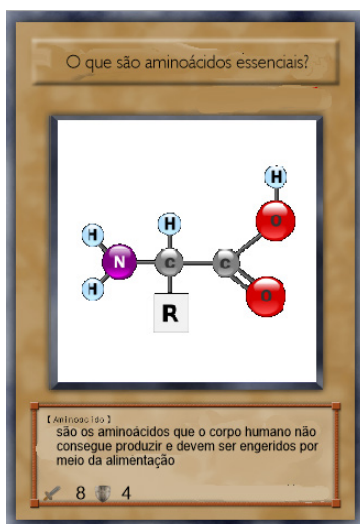 O que são aminoácidos essenciais?
H
H
H
N
C
C
O
H
O
R
[Aminoacido]
são os aminoácidos que o corpo humano não
consegue produzir e devem ser engeridos por
meio da alimentação
8 4